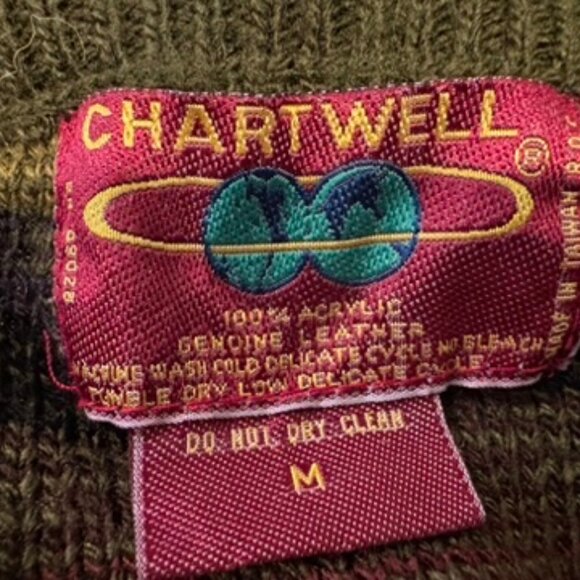 CHARTWELL
®
100% ACRYLIC
GENUINE LEATHER
MACHINE WASH COLD DELICATE CYCLE NO BLEACH
TUMBLE DRY LOW DELICATE CYCLE
MADE IN TAIWAN R.O.C.
DO NOT DRY CLEAN
M